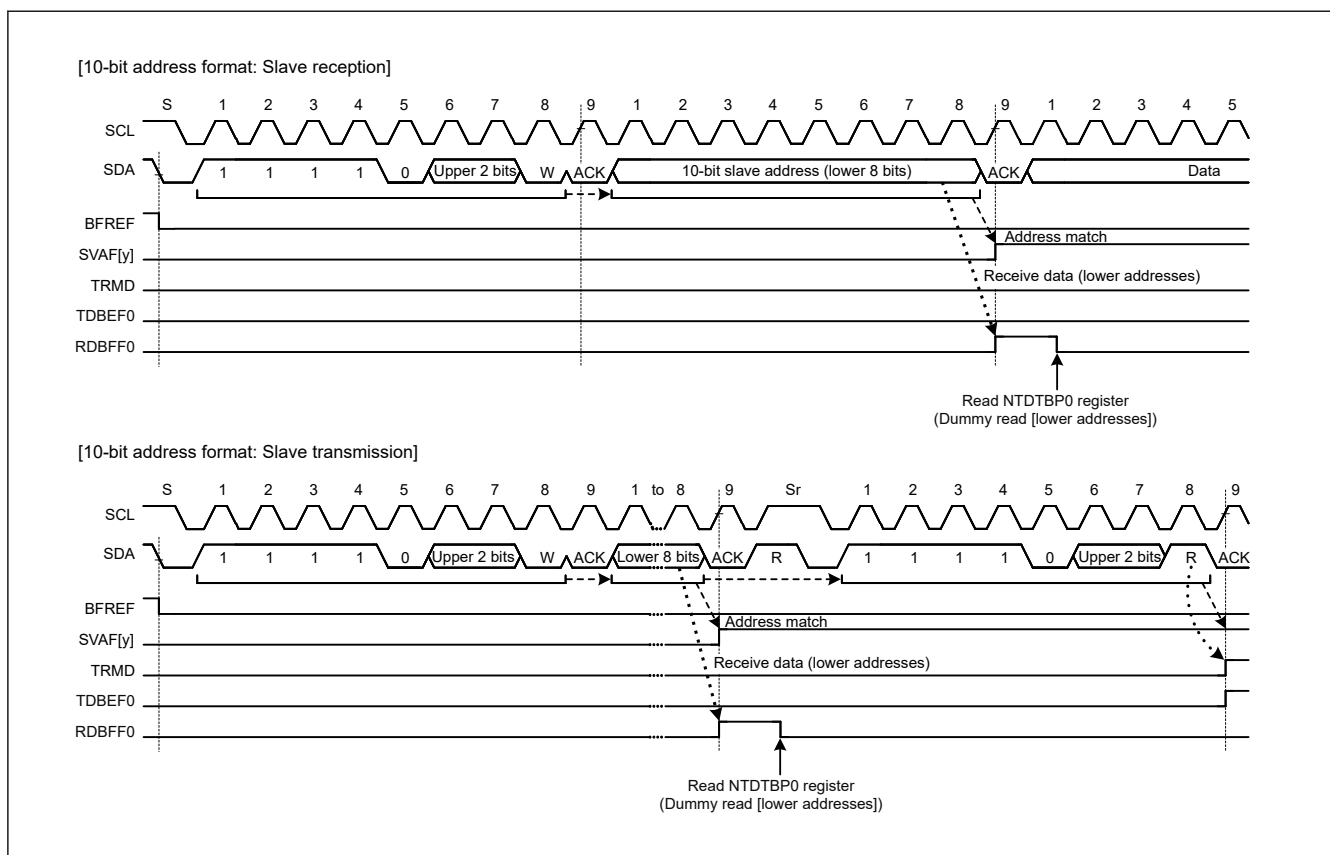 [10-bit address format: Slave reception]
S 1 2 3 4 5 6 7 8 9 1 2 3 4 5 6 7 8 9 1 2 3 4 5
SCL
SDA 1 1 1 1 0 Upper 2 bits W ACK 10-bit slave address (lower 8 bits) ACK Data
BFREF
Address match
SVAF[y]
Receive data (lower addresses)
TRMD
TDBEF0
RDBFF0
Read NTDTBP0 register
(Dummy read [lower addresses])
[10-bit address format: Slave transmission]
S 1 2 3 4 5 6 7 8 9 1 to 8 9 Sr 1 2 3 4 5 6 7 8 9
SCL
SDA 1 1 1 1 0 Upper 2 bits W ACK Lower 8 bits ACK R 1 1 1 1 0 Upper 2 bits R ACK
BFREF
Address match
SVAF[y]
Receive data (lower addresses)
TRMD
TDBEF0
RDBFF0
Read NTDTBP0 register
(Dummy read [lower addresses])